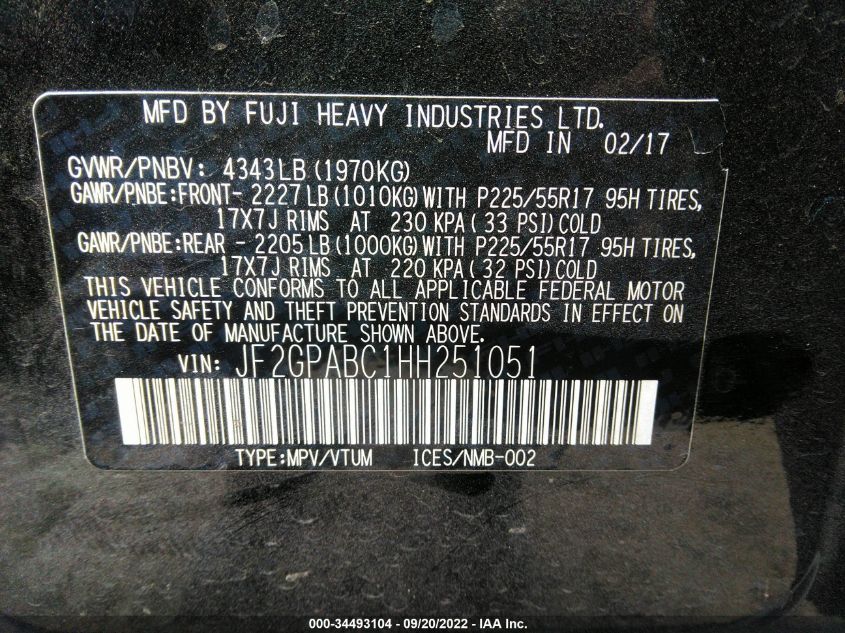 MFD BY FUJI HEAVY INDUSTRIES LTD.
MFD IN 02/17
GVWR/PNBV: 4343LB (1970KG)
GAWR/PNBE:FRONT- 2227LB(1010KG)WITH P225/55R17 95H TIRES,
17X7J RIMS AT 230 KPA( 33 PSI)COLD
GAWR/PNBE:REAR - 2205LB(1000KG)WITH P225/55R17 95H TIRES,
17X7J RIMS AT 220 KPA( 32 PSI)COLD
THIS VEHICLE CONFORMS TO ALL APPLICABLE FEDERAL MOTOR
VEHICLE SAFETY AND THEFT PREVENTION STANDARDS IN EFFECT ON
THE DATE OF MANUFACTURE SHOWN ABOVE.
VIN: JF2GPABC1HH251051
TYPE:MPV/VTUM ICES/NMB-002
000-34493104 - 09/20/2022 - IAA Inc.